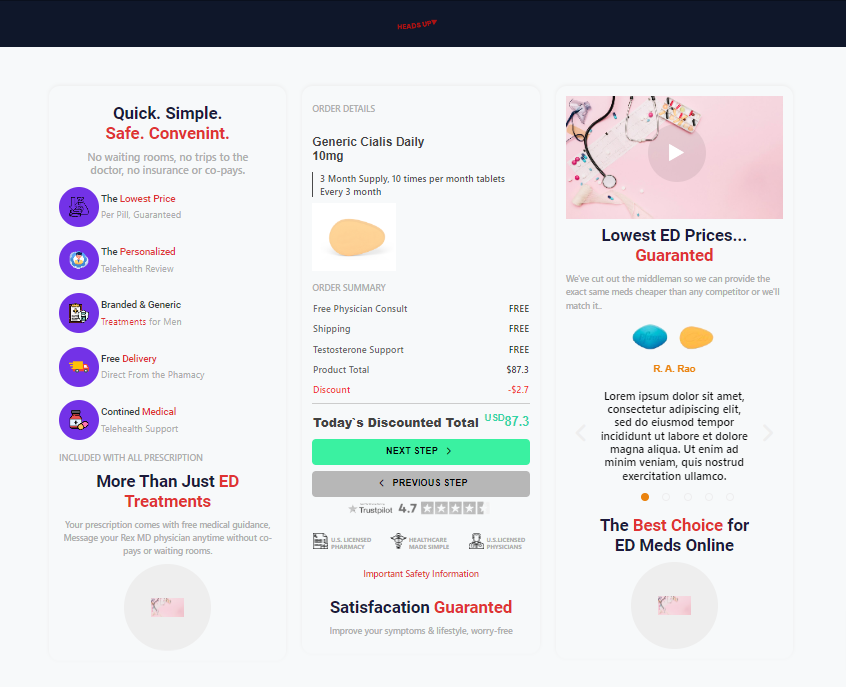 HEADS UP
Quick. Simple.
Safe. Convenint.
No waiting rooms, no trips to the
doctor, no insurance or co-pays.
The Lowest Price
Per Pill, Guaranteed
The Personalized
Telehealth Review
Branded & Generic
Treatments for Men
Free Delivery
Direct From the Phamacy
Contined Medical
Telehealth Support
INCLUDED WITH ALL PRESCRIPTION
More Than Just ED
Treatments
Your prescription comes with free medical guidance,
Message your Rex MD physician anytime without co-
pays or waiting rooms.
ORDER DETAILS
Generic Cialis Daily
10mg
3 Month Supply, 10 times per month tablets
Every 3 month
ORDER SUMMARY
Free Physician Consult FREE
Shipping FREE
Testosterone Support FREE
Product Total $87.3
Discount -$2.7
Today`s Discounted Total USD87.3
NEXT STEP
PREVIOUS STEP
Trustpilot 4.7
U.S. LICENSED
PHARMACY
HEALTHCARE
MADE SIMPLE
U.S.LICENSED
PHYSICIANS
Important Safety Information
Satisfacation Guaranted
Improve your symptoms & lifestyle, worry-free
Lowest ED Prices...
Guaranted
We've cut out the middleman so we can provide the
exact same meds cheaper than any competitor or we'll
match it..
R. A. Rao
Lorem ipsum dolor sit amet,
consectetur adipiscing elit,
sed do eiusmod tempor
incididunt ut labore et dolore
magna aliqua. Ut enim ad
minim veniam, quis nostrud
exercitation ullamco.
The Best Choice for
ED Meds Online